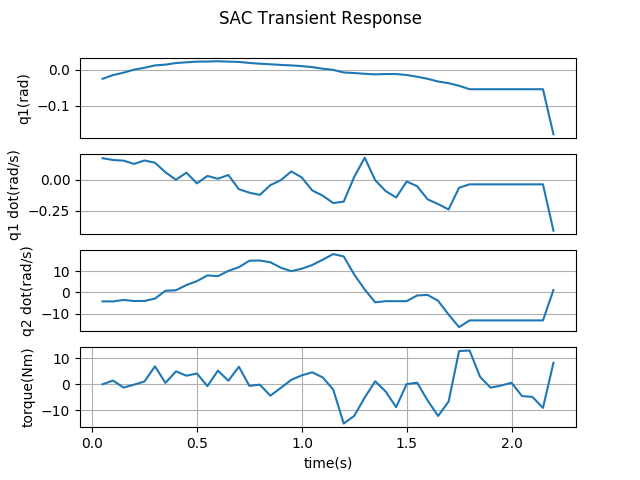 SAC Transient Response
q1(rad)
0.0
−0.1
q1 dot(rad/s)
0.00
−0.25
q2 dot(rad/s)
10
0
−10
torque(Nm)
10
0
−10
0.0 0.5 1.0 1.5 2.0
time(s)